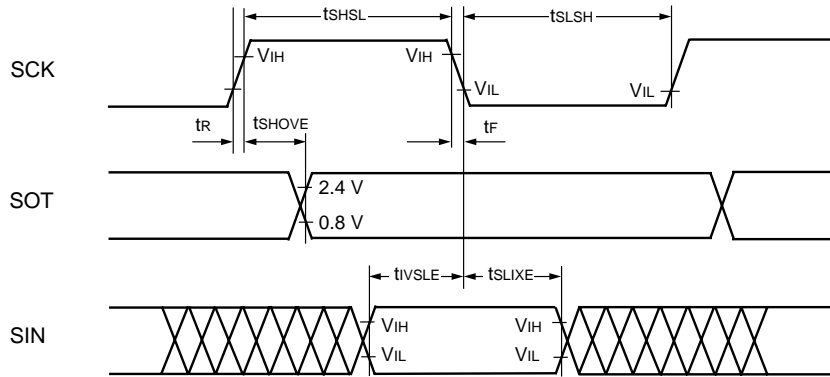 tSHSL tSLSH
SCK VIH VIH VIL VIL
tR tSHOVE tF
SOT 2.4 V
0.8 V
tIVSLE tSLIXE
SIN VIH VIH
VIL VIL